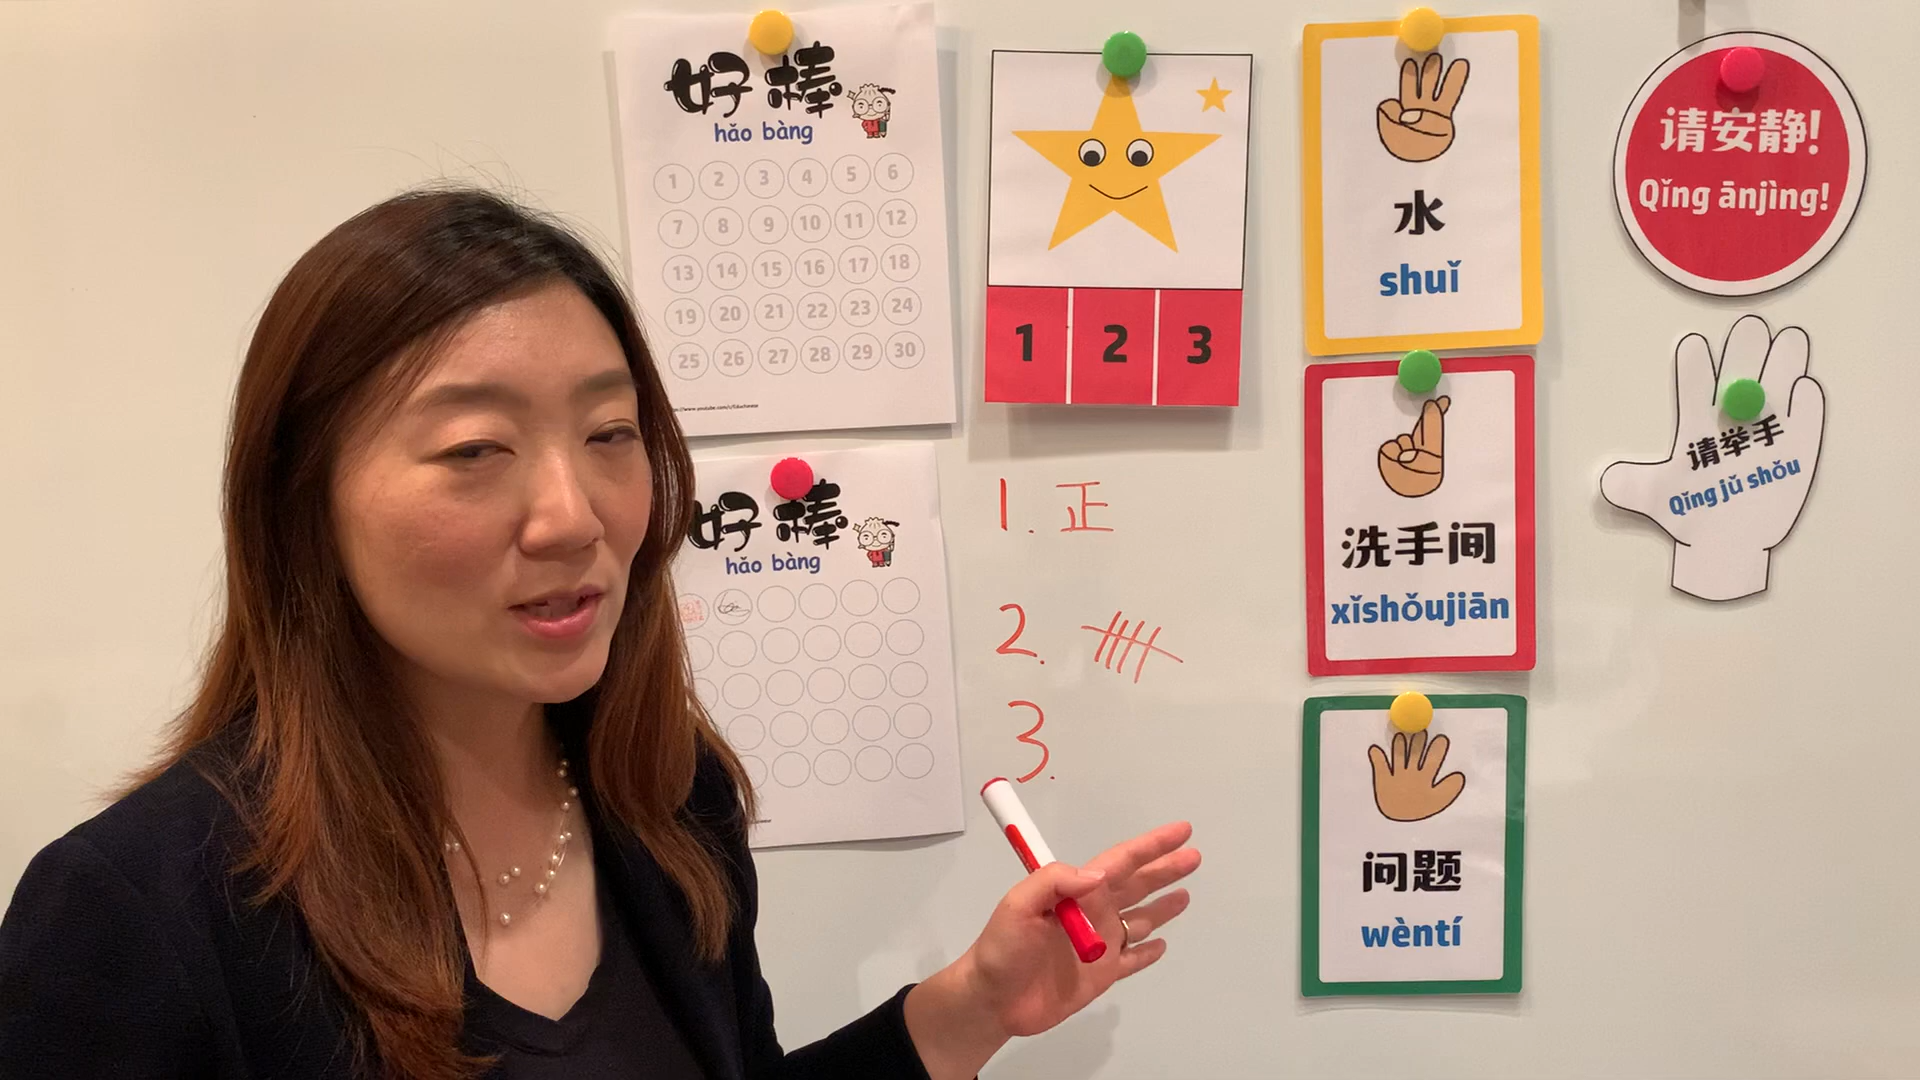 好棒
hǎo bàng
1 2 3 4 5 6
7 8 9 10 11 12
13 14 15 16 17 18
19 20 21 22 23 24
25 26 27 28 29 30
好棒
hǎo bàng
1 2 3
1. 正
2.
3.
水
shuǐ
洗手间
xǐshǒujiān
问题
wèntí
请安静!
Qǐng ānjìng!
请举手
Qǐng jǔ shǒu